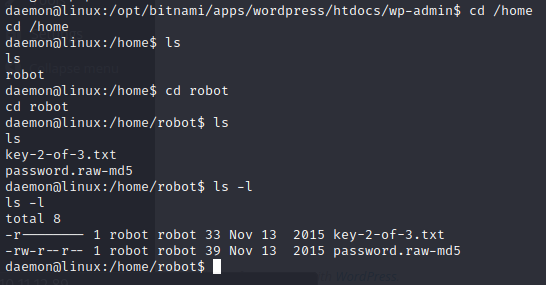 daemon@linux:/opt/bitnami/apps/wordpress/htdocs/wp-admin$ cd /home
cd /home
daemon@linux:/home$ ls
ls
robot
daemon@linux:/home$ cd robot
cd robot
daemon@linux:/home/robot$ ls
ls
key-2-of-3.txt
password.raw-md5
daemon@linux:/home/robot$ ls -l
ls -l
total 8
-r-------- 1 robot robot 33 Nov 13  2015 key-2-of-3.txt
-rw-r--r-- 1 robot robot 39 Nov 13  2015 password.raw-md5
daemon@linux:/home/robot$